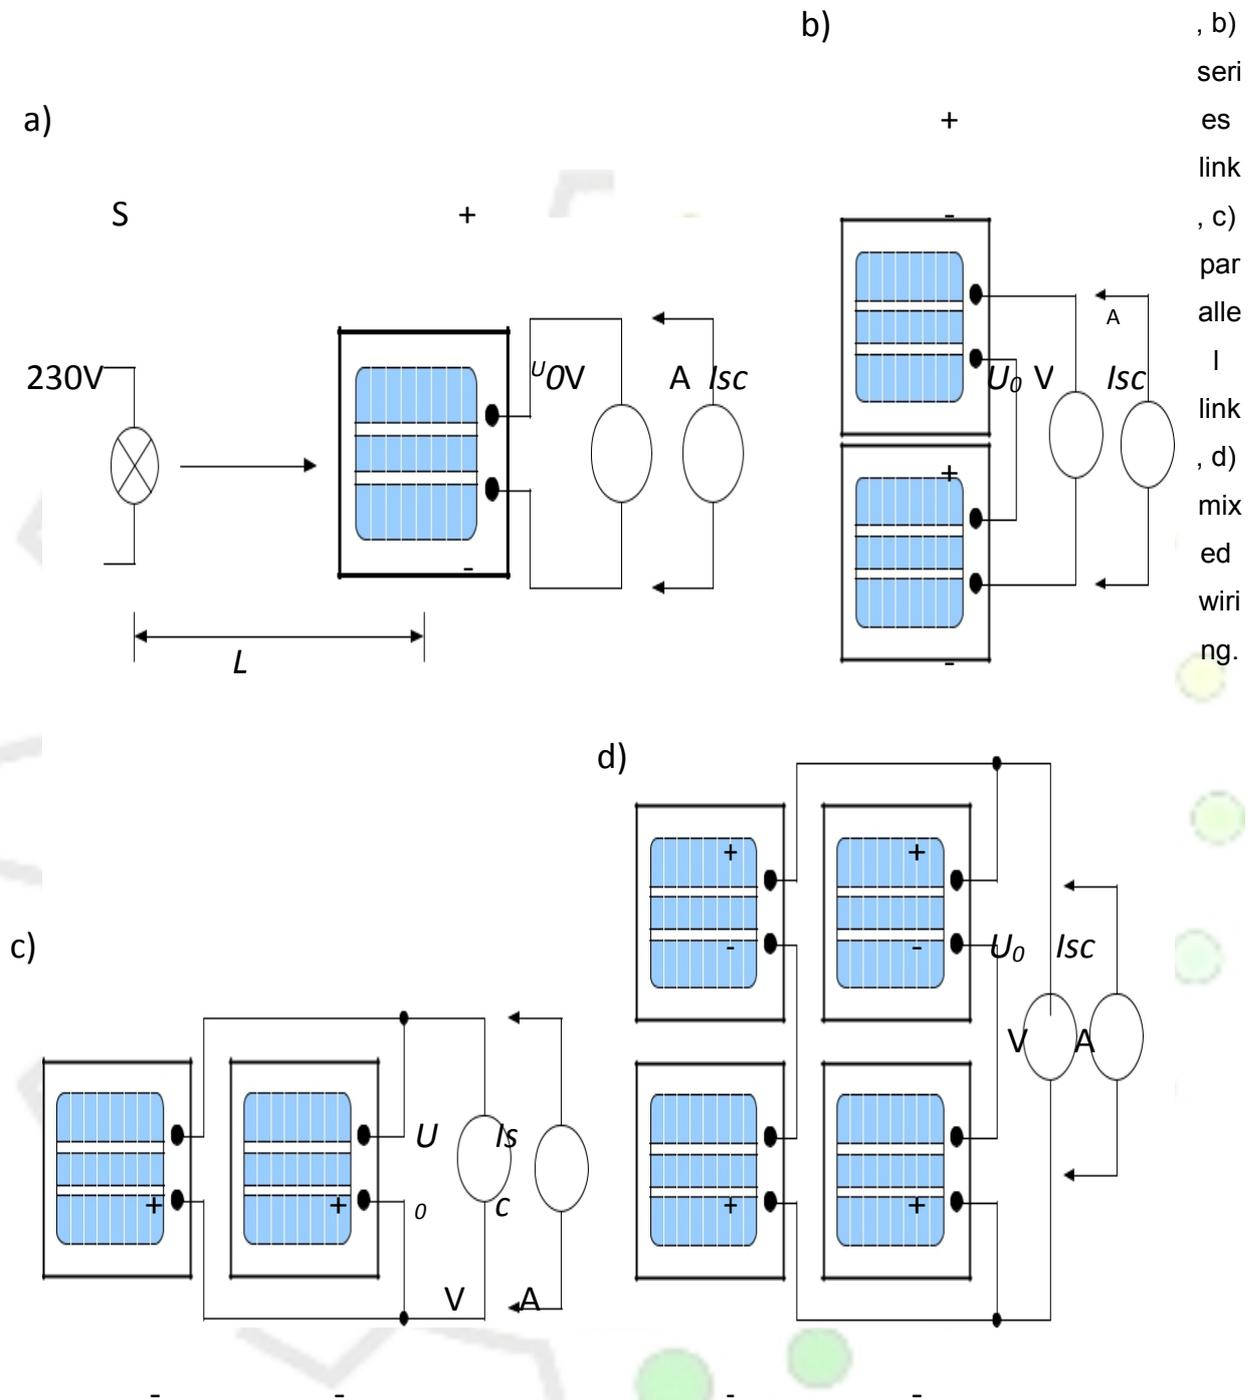 a)
S
+
230V
U0V
A Isc
-
L
b)
+
-
A
U0 V
Isc
+
-
, b)
seri
es
link
, c)
par
alle
l
link
, d)
mix
ed
wiri
ng.
c)
U
Is
0
c
+
+
V
A
-
-
d)
+
+
-
-
U0
Isc
V
A
+
+
-
-